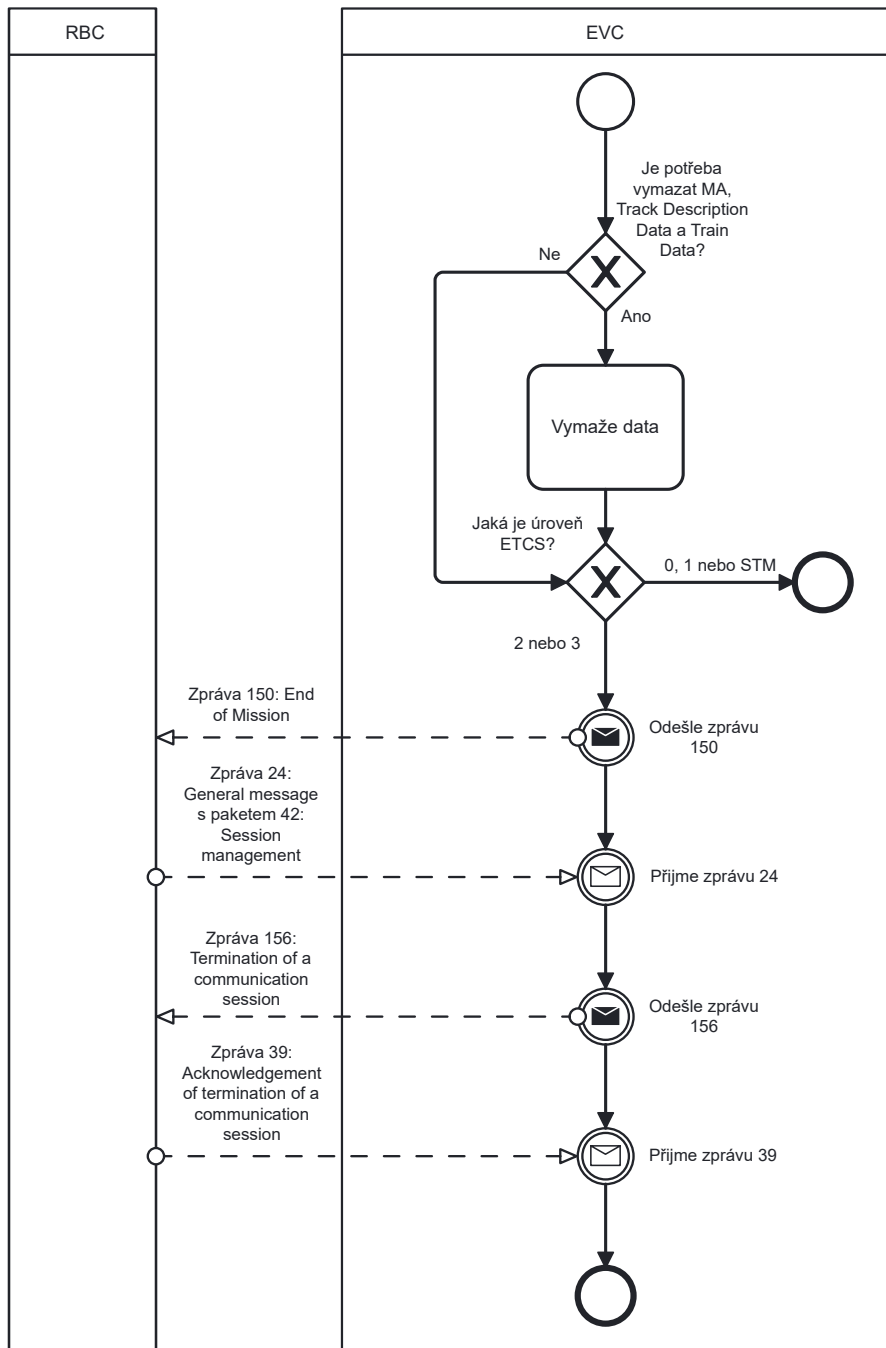 RBC
EVC
Je potřeba
vymazat MA,
Track Description
Data a Train
Data?
Ne
Ano
Vymaže data
Jaká je úroveň
ETCS?
0, 1 nebo STM
2 nebo 3
Zpráva 150: End
of Mission
Odešle zprávu
150
Zpráva 24:
General message
s paketem 42:
Session
management
Přijme zprávu 24
Zpráva 156:
Termination of a
communication
session
Odešle zprávu
156
Zpráva 39:
Acknowledgement
of termination of a
communication
session
Přijme zprávu 39